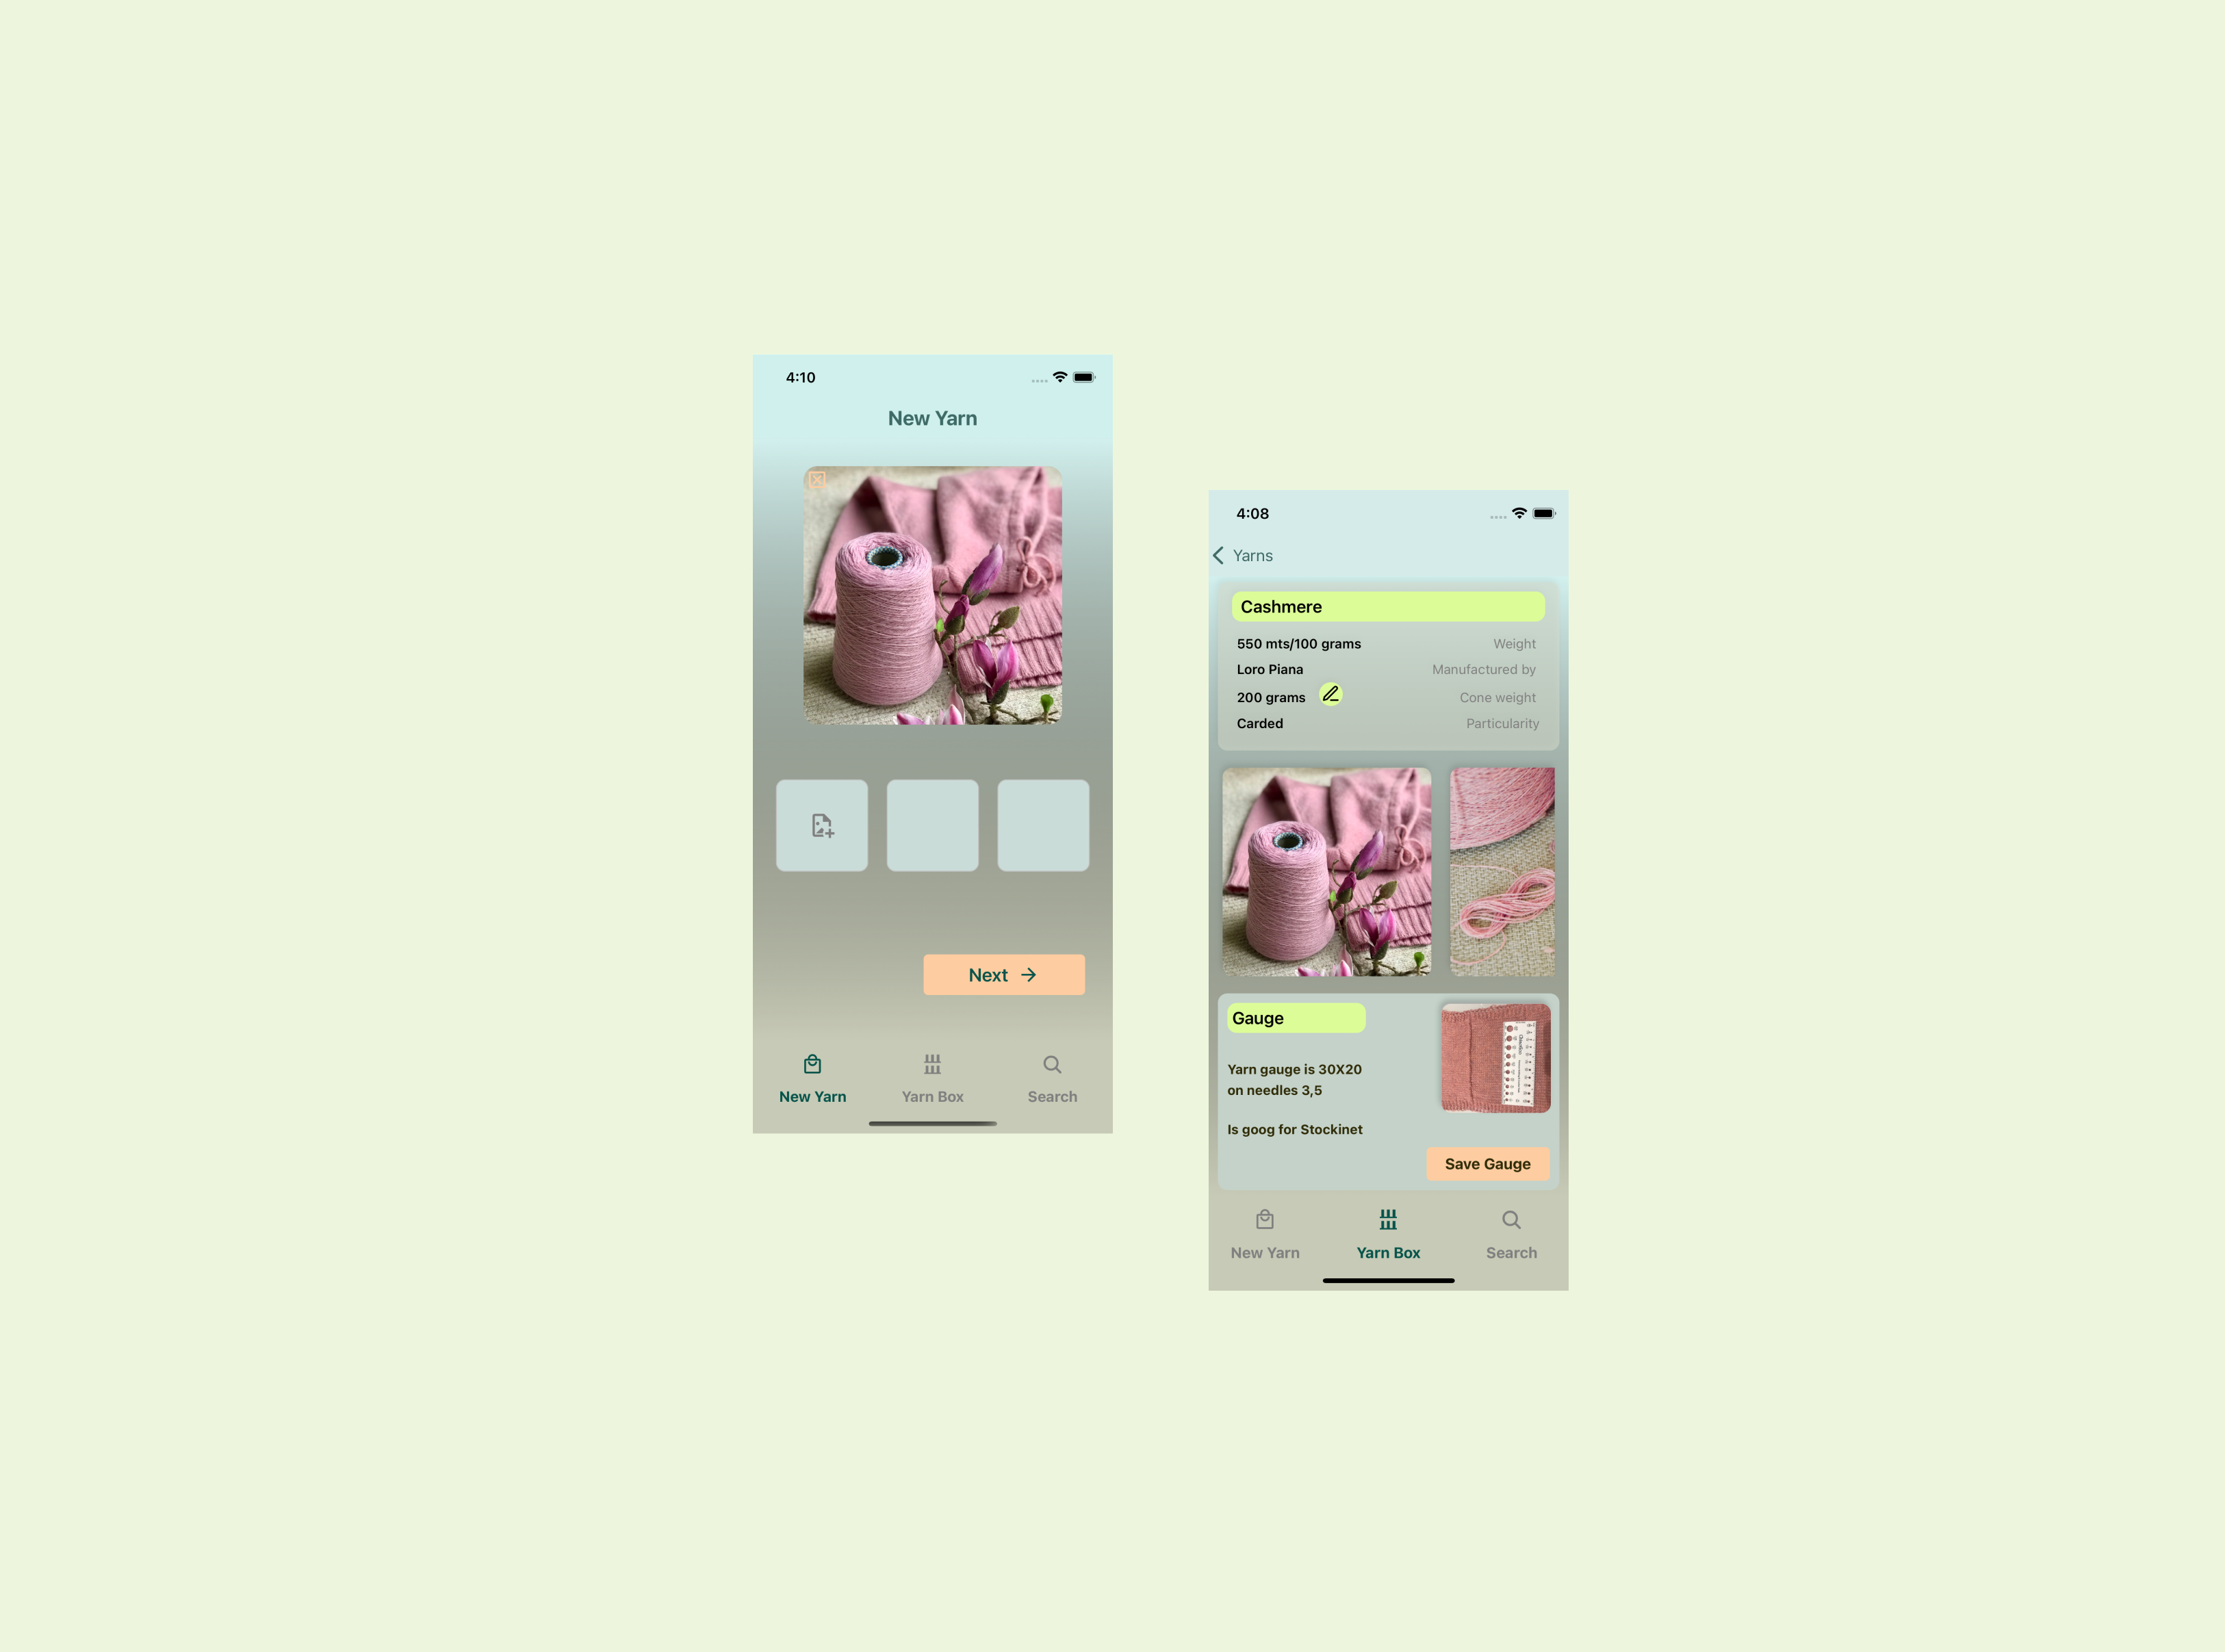 4:10
New Yarn
Next
New Yarn
Yarn Box
Search
4:08
Yarns
Cashmere
550 mts/100 grams Weight
Loro Piana Manufactured by
200 grams Cone weight
Carded Particularity
Gauge
Yarn gauge is 30X20
on needles 3,5
Is goog for Stockinet
Save Gauge
New Yarn
Yarn Box
Search